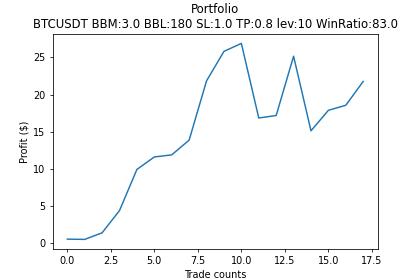 Portfolio
BTCUSDT BBM:3.0 BBL:180 SL:1.0 TP:0.8 lev:10 WinRatio:83.0
25
20
15
10
5
0
Profit ($)
0.0 2.5 5.0 7.5 10.0 12.5 15.0 17.5
Trade counts